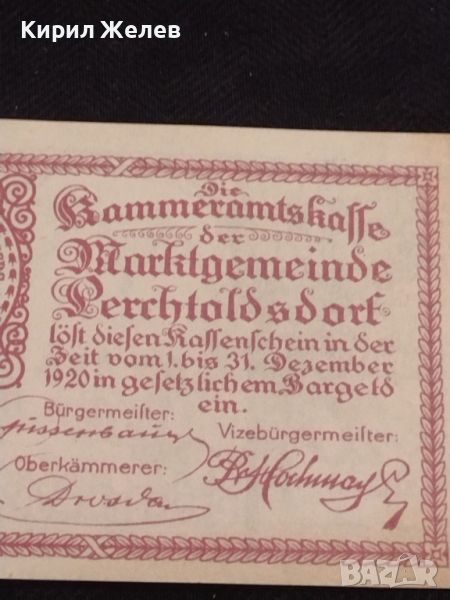 Кирил Желев
Die
Kammeramtskasse
der
Marktgemeinde
Perchtoldsdorf
löst diesen Kassenschein in der
Zeit vom 1. bis 31. Dezember
1920 in gesetzlichem Bargeld
ein.
Bürgermeister:
Vizebürgermeister:
Oberkämmerer:
BAZAR